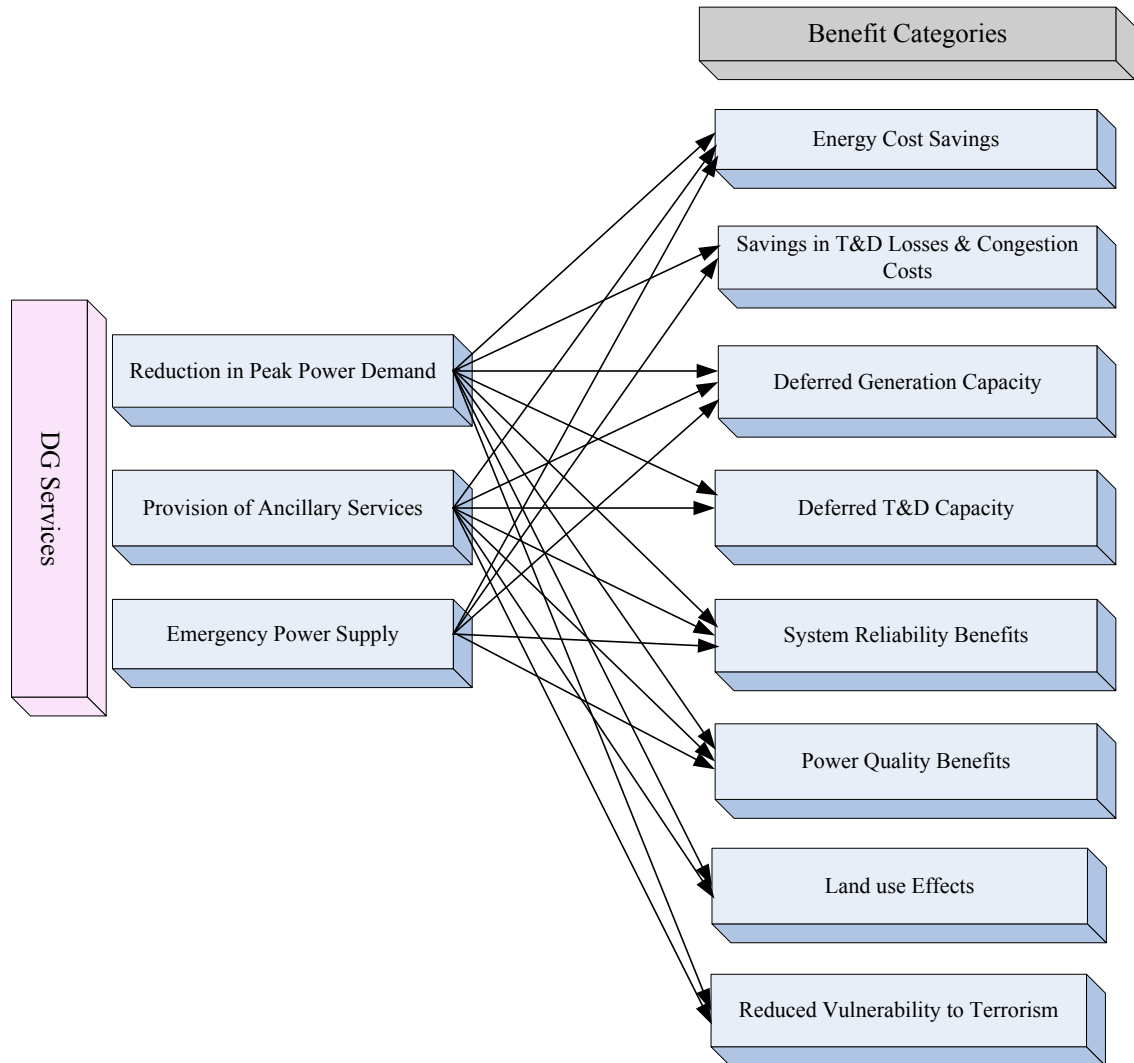 Benefit Categories
Energy Cost Savings
Savings in T&D Losses & Congestion
Costs
DG Services
Reduction in Peak Power Demand
Deferred Generation Capacity
Provision of Ancillary Services
Deferred T&D Capacity
Emergency Power Supply
System Reliability Benefits
Power Quality Benefits
Land use Effects
Reduced Vulnerability to Terrorism